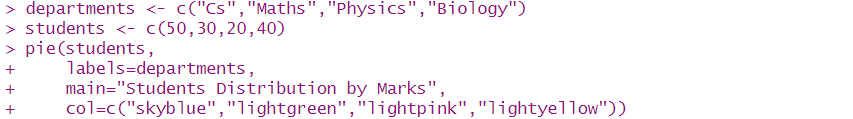 > departments <- c("Cs","Maths","Physics","Biology")
> students <- c(50,30,20,40)
> pie(students,
+     labels=departments,
+     main="Students Distribution by Marks",
+     col=c("skyblue","lightgreen","lightpink","lightyellow"))